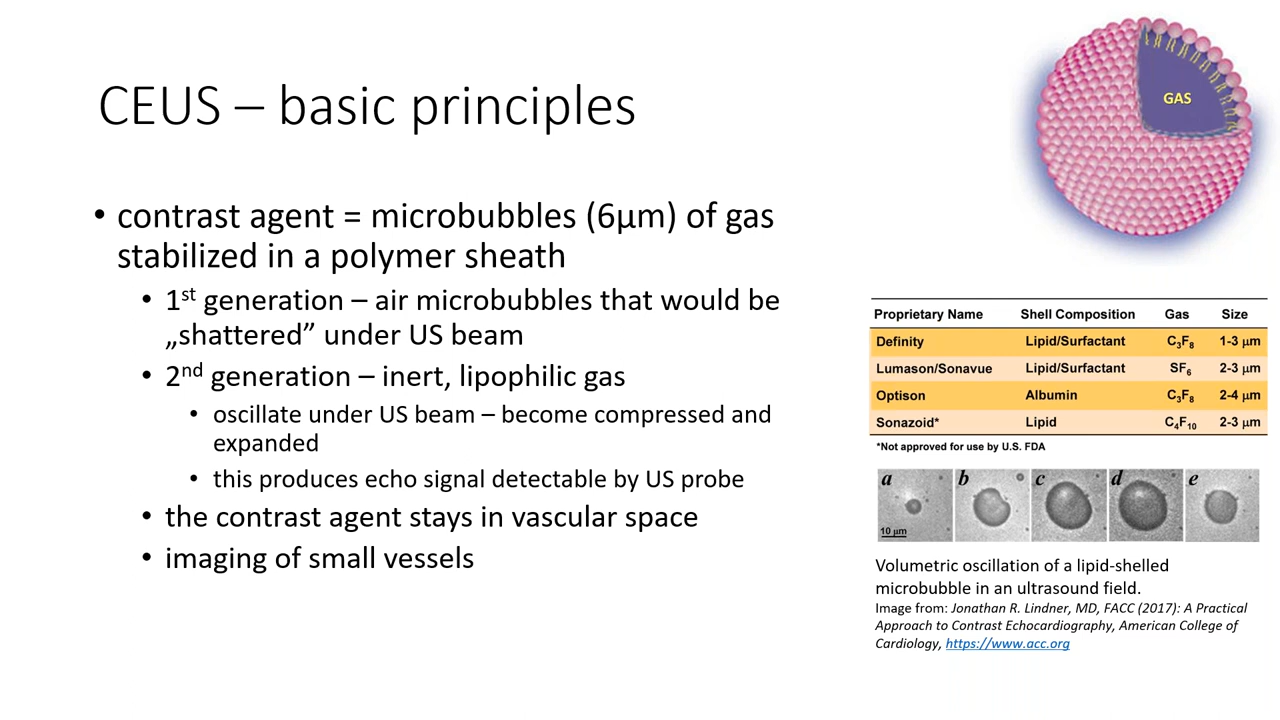 CEUS – basic principles
• contrast agent = microbubbles (6µm) of gas
stabilized in a polymer sheath
• 1st generation – air microbubbles that would be
„shattered” under US beam
• 2nd generation – inert, lipophilic gas
• oscillate under US beam – become compressed and
expanded
• this produces echo signal detectable by US probe
• the contrast agent stays in vascular space
• imaging of small vessels
GAS
Proprietary Name Shell Composition Gas Size
Definity Lipid/Surfactant C3F8 1-3 µm
Lumason/Sonavue Lipid/Surfactant SF6 2-3 µm
Optison Albumin C3F8 2-4 µm
Sonazoid* Lipid C4F10 2-3 µm
*Not approved for use by U.S. FDA
a b c d e
10 µm
Volumetric oscillation of a lipid-shelled
microbubble in an ultrasound field.
Image from: Jonathan R. Lindner, MD, FACC (2017): A Practical
Approach to Contrast Echocardiography, American College of
Cardiology, https://www.acc.org